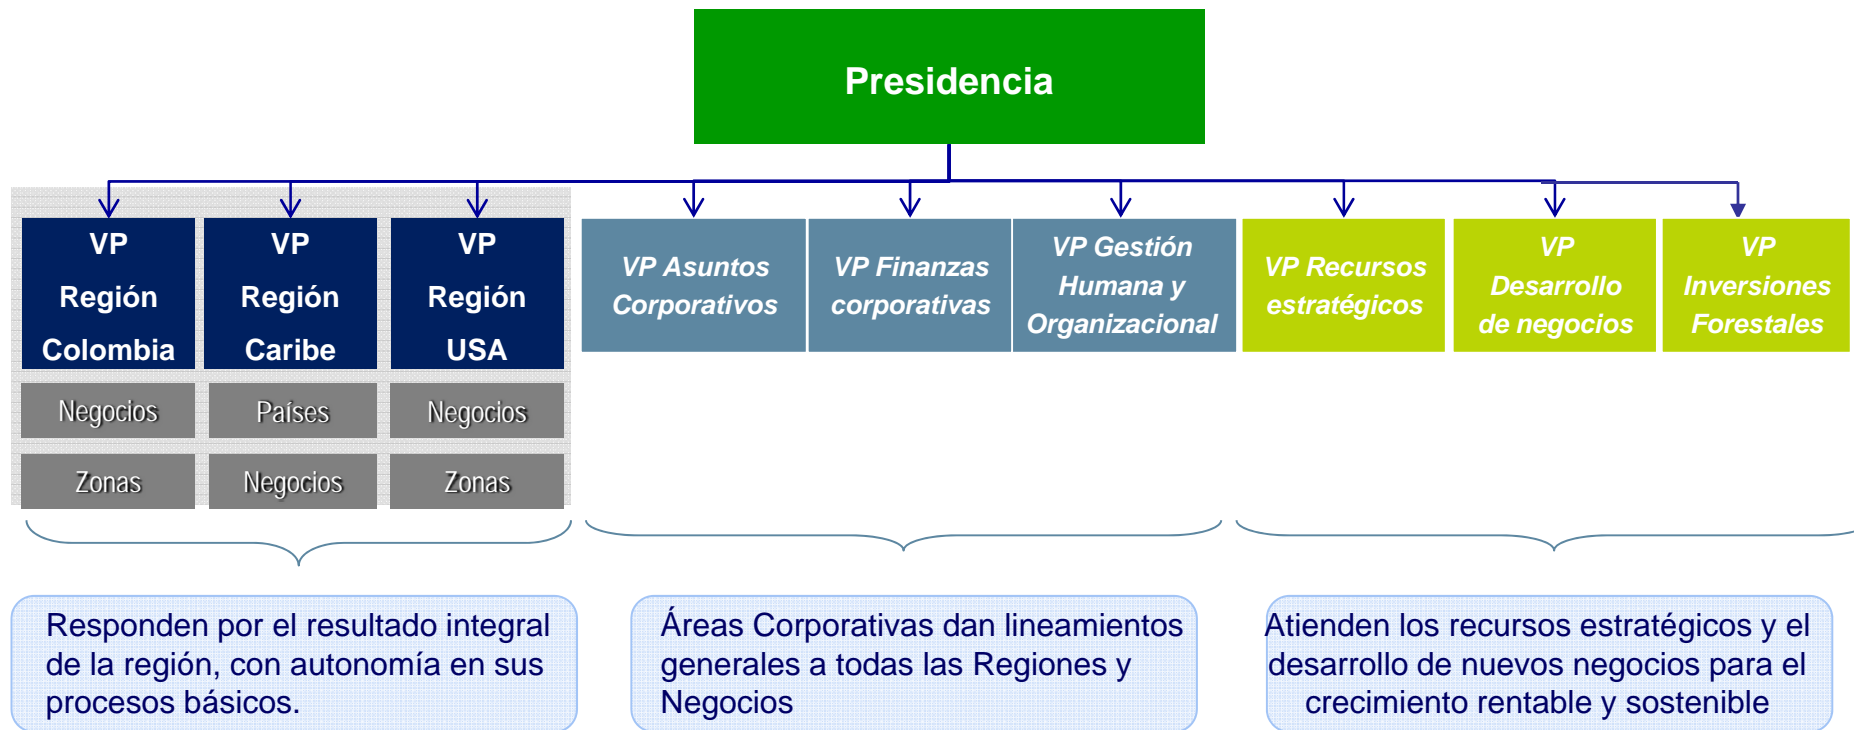 Presidencia
VP
Región
Colombia
VP
Región
Caribe
VP
Región
USA
VP Asuntos
Corporativos
VP Finanzas
corporativas
VP Gestión
Humana y
Organizacional
VP Recursos
estratégicos
VP
Desarrollo
de negocios
VP
Inversiones
Forestales
Negocios
Países
Negocios
Zonas
Negocios
Zonas
Responden por el resultado integral
de la región, con autonomía en sus
procesos básicos.
Áreas Corporativas dan lineamientos
generales a todas las Regiones y
Negocios
Atienden los recursos estratégicos y el
desarrollo de nuevos negocios para el
crecimiento rentable y sostenible